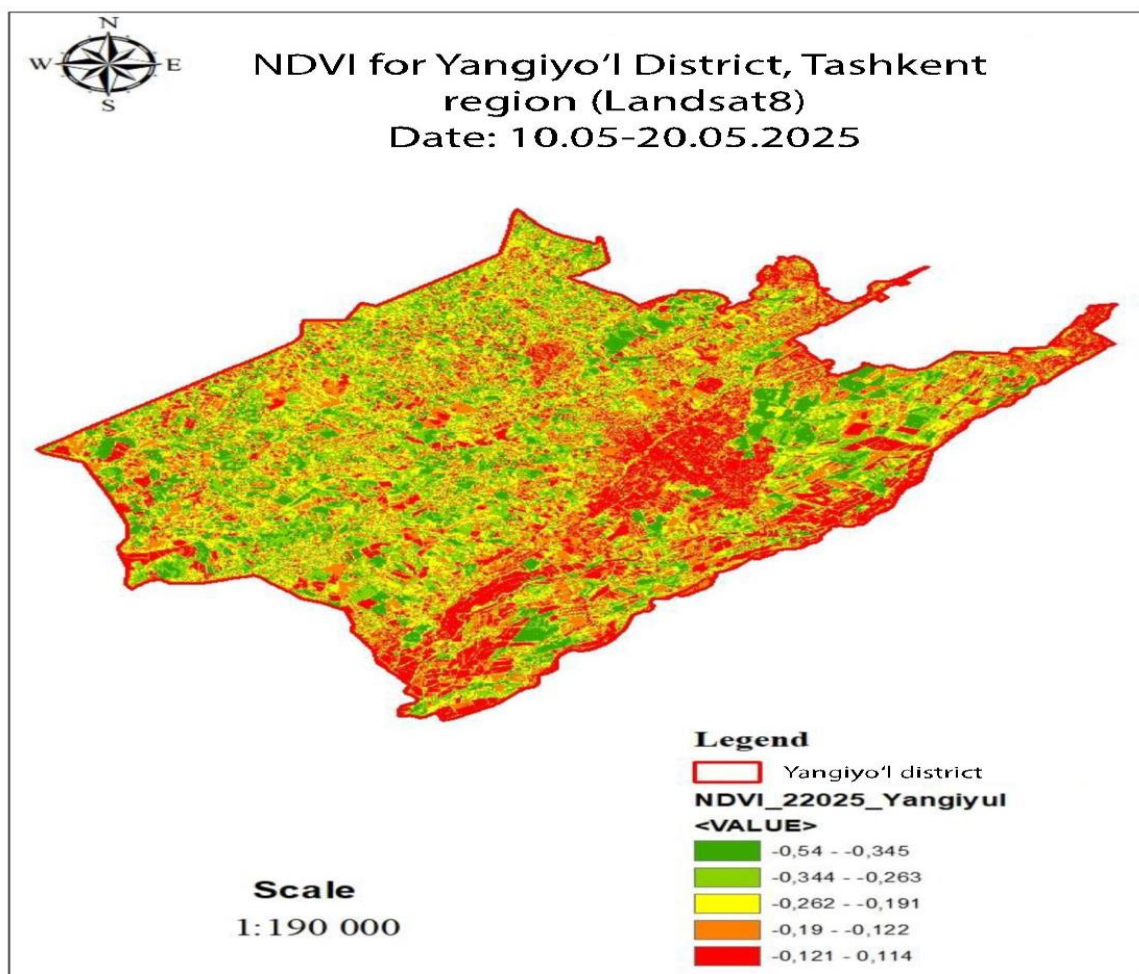 N
W E
S
NDVI for Yangiyo‘l District, Tashkent
region (Landsat8)
Date: 10.05-20.05.2025
Legend
Yangiyo‘l district
NDVI_22025_Yangiyul
<VALUE>
-0,54 - -0,345
-0,344 - -0,263
-0,262 - -0,191
-0,19 - -0,122
-0,121 - 0,114
Scale
1:190 000